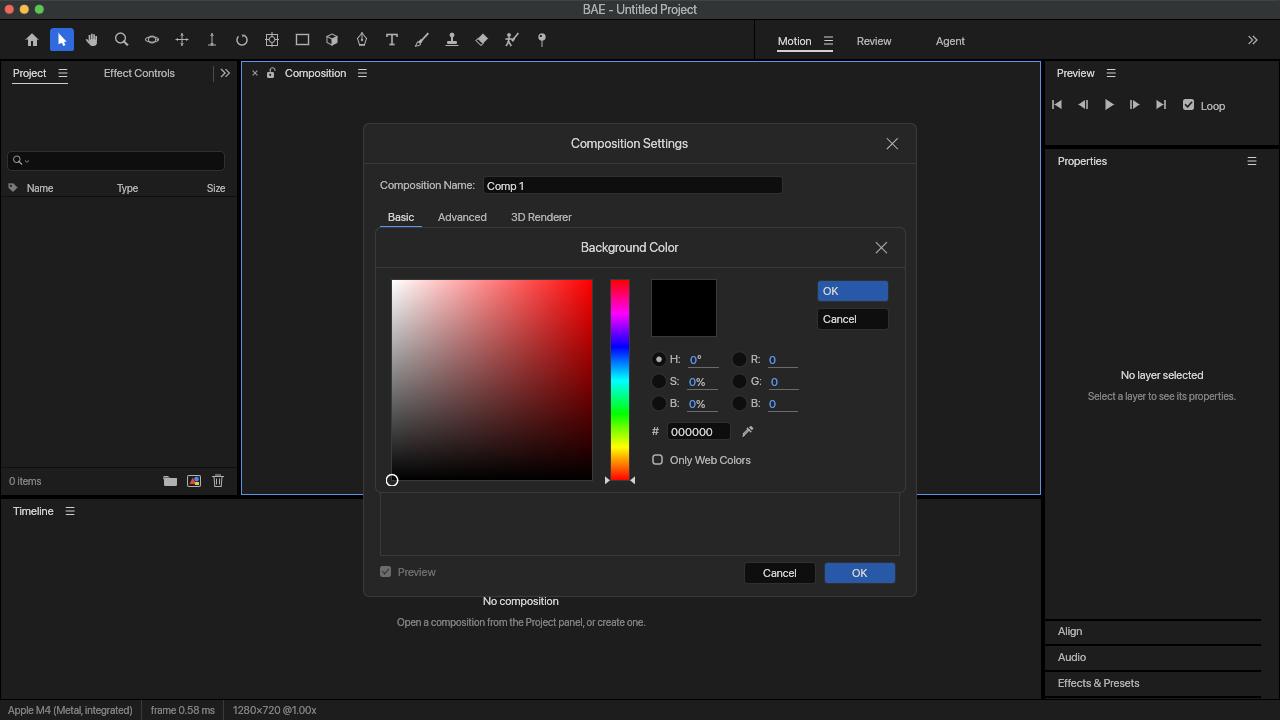 BAE - Untitled Project
Motion
Review
Agent
Project
Effect Controls
Composition
Preview
Loop
Name
Type
Size
0 items
Composition Settings
Composition Name:
Comp 1
Basic
Advanced
3D Renderer
Background Color
OK
Cancel
H: 0°
R: 0
S: 0%
G: 0
B: 0%
B: 0
# 000000
Only Web Colors
Preview
Cancel
OK
Properties
No layer selected
Select a layer to see its properties.
Align
Audio
Effects & Presets
Timeline
No composition
Open a composition from the Project panel, or create one.
Apple M4 (Metal, integrated)
frame 0.58 ms
1280×720 @1.00x